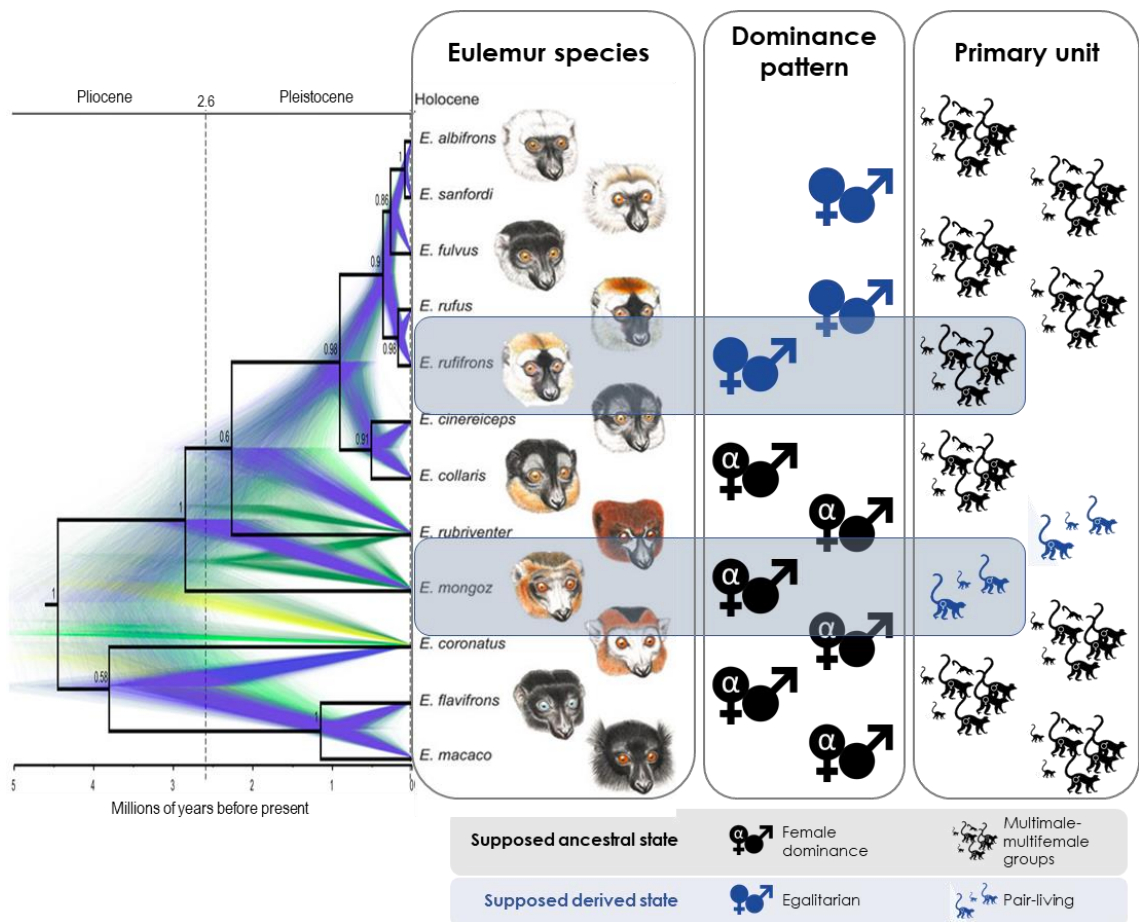 Eulemur species
Dominance
pattern
Primary unit
Pliocene
2.6
Pleistocene
Holocene
E. albifrons
1
E. sanfordi
0.86
E. fulvus
0.9
E. rufus
0.98
0.98
E. rufifrons
E. cinereiceps
0.6
0.91
α
E. collaris
1
α
E. rubriventer
α
E. mongoz
1
α
E. coronatus
0.58
α
E. flavifrons
1
α
E. macaco
5
4
3
2
1
0
Millions of years before present
Supposed ancestral state
α
Female
dominance
Multimale-
multifemale
groups
Supposed derived state
Egalitarian
Pair-living